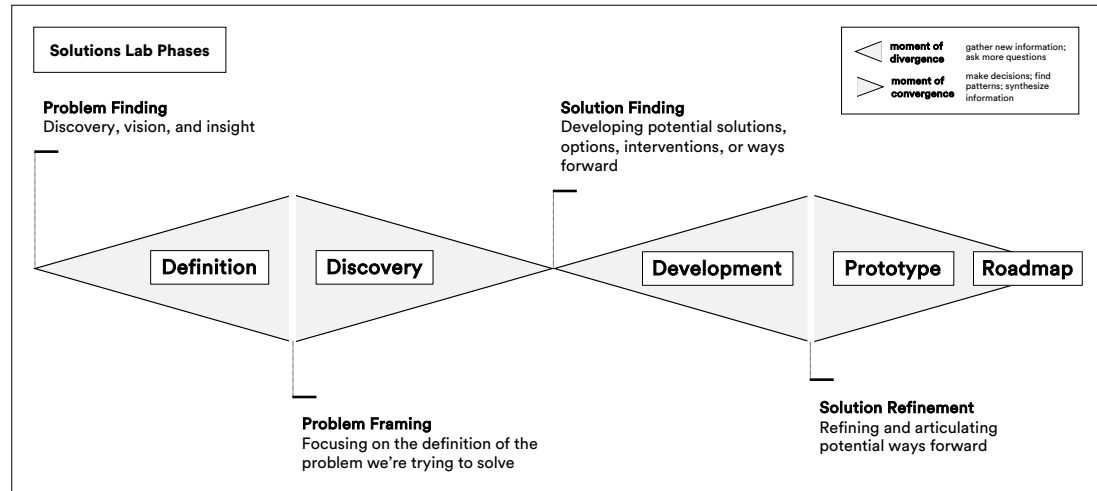 Solutions Lab Phases
moment of
divergence
gather new information;
ask more questions
moment of
convergence
make decisions; find
patterns; synthesize
information
Problem Finding
Discovery, vision, and insight
Solution Finding
Developing potential solutions,
options, interventions, or ways
forward
Definition
Discovery
Development
Prototype
Roadmap
Problem Framing
Focusing on the definition of the
problem we're trying to solve
Solution Refinement
Refining and articulating
potential ways forward